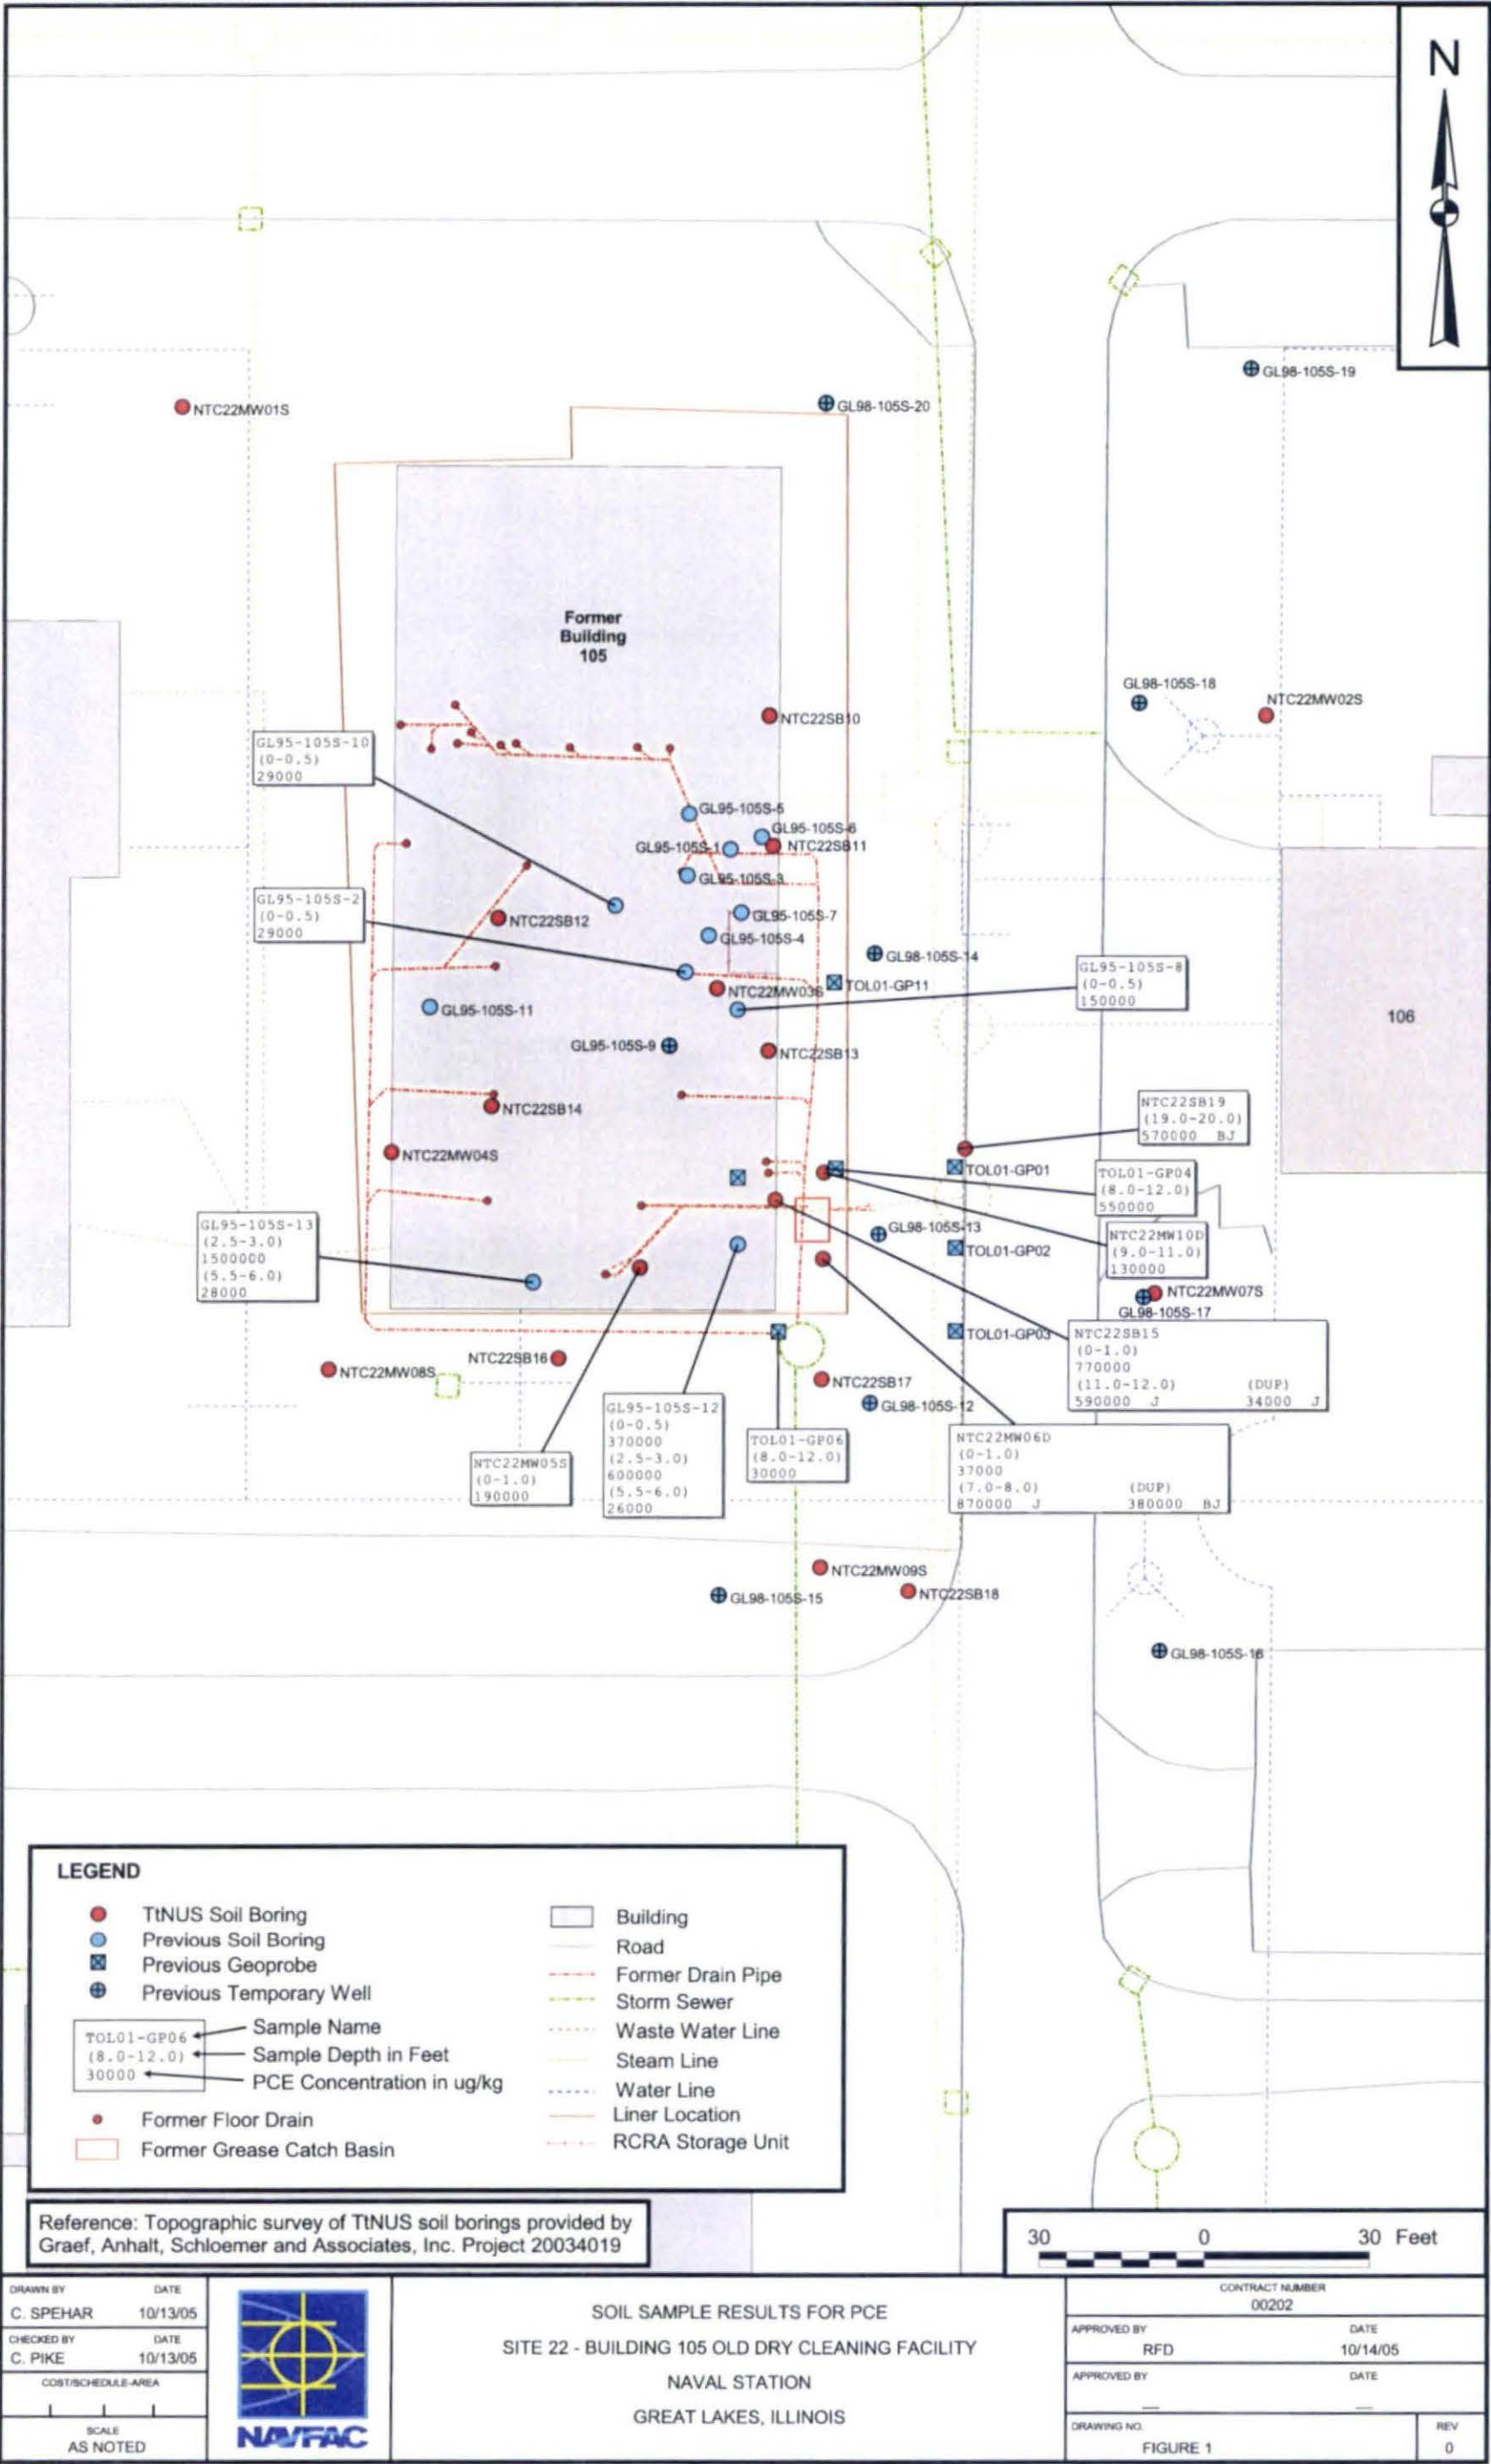 N
GL98-105S-19
NTC22MW01S
GL98-105S-20
Former
Building
105
GL98-105S-18
NTC22MW02S
NTC22SB10
GL95-105S-10
(0-0.5)
29000
GL95-105S-5
GL95-105S-6
GL95-105S-1
NTC22SB11
GL95-105S-3
GL95-105S-2
(0-0.5)
29000
NTC22SB12
GL95-105S-7
GL95-105S-4
GL98-105S-14
GL95-105S-8
(0-0.5)
150000
TOL01-GP11
NTC22MW03S
GL95-105S-11
106
GL95-105S-9
NTC22SB13
NTC22SB14
NTC22SB19
(19.0-20.0)
570000 BJ
NTC22MW04S
TOL01-GP01
TOL01-GP04
(8.0-12.0)
550000
GL95-105S-13
(2.5-3.0)
1500000
(5.5-6.0)
28000
GL98-105S-13
TOL01-GP02
NTC22MW10D
(9.0-11.0)
130000
NTC22MW07S
GL98-105S-17
TOL01-GP03
NTC22SB15
(0-1.0)
770000
(11.0-12.0) (DUP)
590000 J 34000 J
NTC22SB16
NTC22MW08S
NTC22SB17
GL98-105S-12
GL95-105S-12
(0-0.5)
370000
(2.5-3.0)
600000
(5.5-6.0)
26000
TOL01-GP06
(8.0-12.0)
30000
NTC22MW05S
(0-1.0)
190000
NTC22MW06D
(0-1.0)
37000
(7.0-8.0) (DUP)
870000 J 380000 BJ
NTC22MW09S
GL98-105S-15
NTC22SB18
GL98-105S-16
LEGEND
TtNUS Soil Boring
Previous Soil Boring
Previous Geoprobe
Previous Temporary Well
TOL01-GP06
(8.0-12.0)
30000
Sample Name
Sample Depth in Feet
PCE Concentration in ug/kg
Former Floor Drain
Former Grease Catch Basin
Building
Road
Former Drain Pipe
Storm Sewer
Waste Water Line
Steam Line
Water Line
Liner Location
RCRA Storage Unit
Reference: Topographic survey of TtNUS soil borings provided by
Graef, Anhalt, Schloemer and Associates, Inc. Project 20034019
30 0 30 Feet
DRAWN BY DATE
C. SPEHAR 10/13/05
CHECKED BY DATE
C. PIKE 10/13/05
COST/SCHEDULE-AREA
SCALE
AS NOTED
NAVFAC
SOIL SAMPLE RESULTS FOR PCE
SITE 22 - BUILDING 105 OLD DRY CLEANING FACILITY
NAVAL STATION
GREAT LAKES, ILLINOIS
CONTRACT NUMBER
00202
APPROVED BY DATE
RFD 10/14/05
APPROVED BY DATE
— —
DRAWING NO. REV
FIGURE 1 0